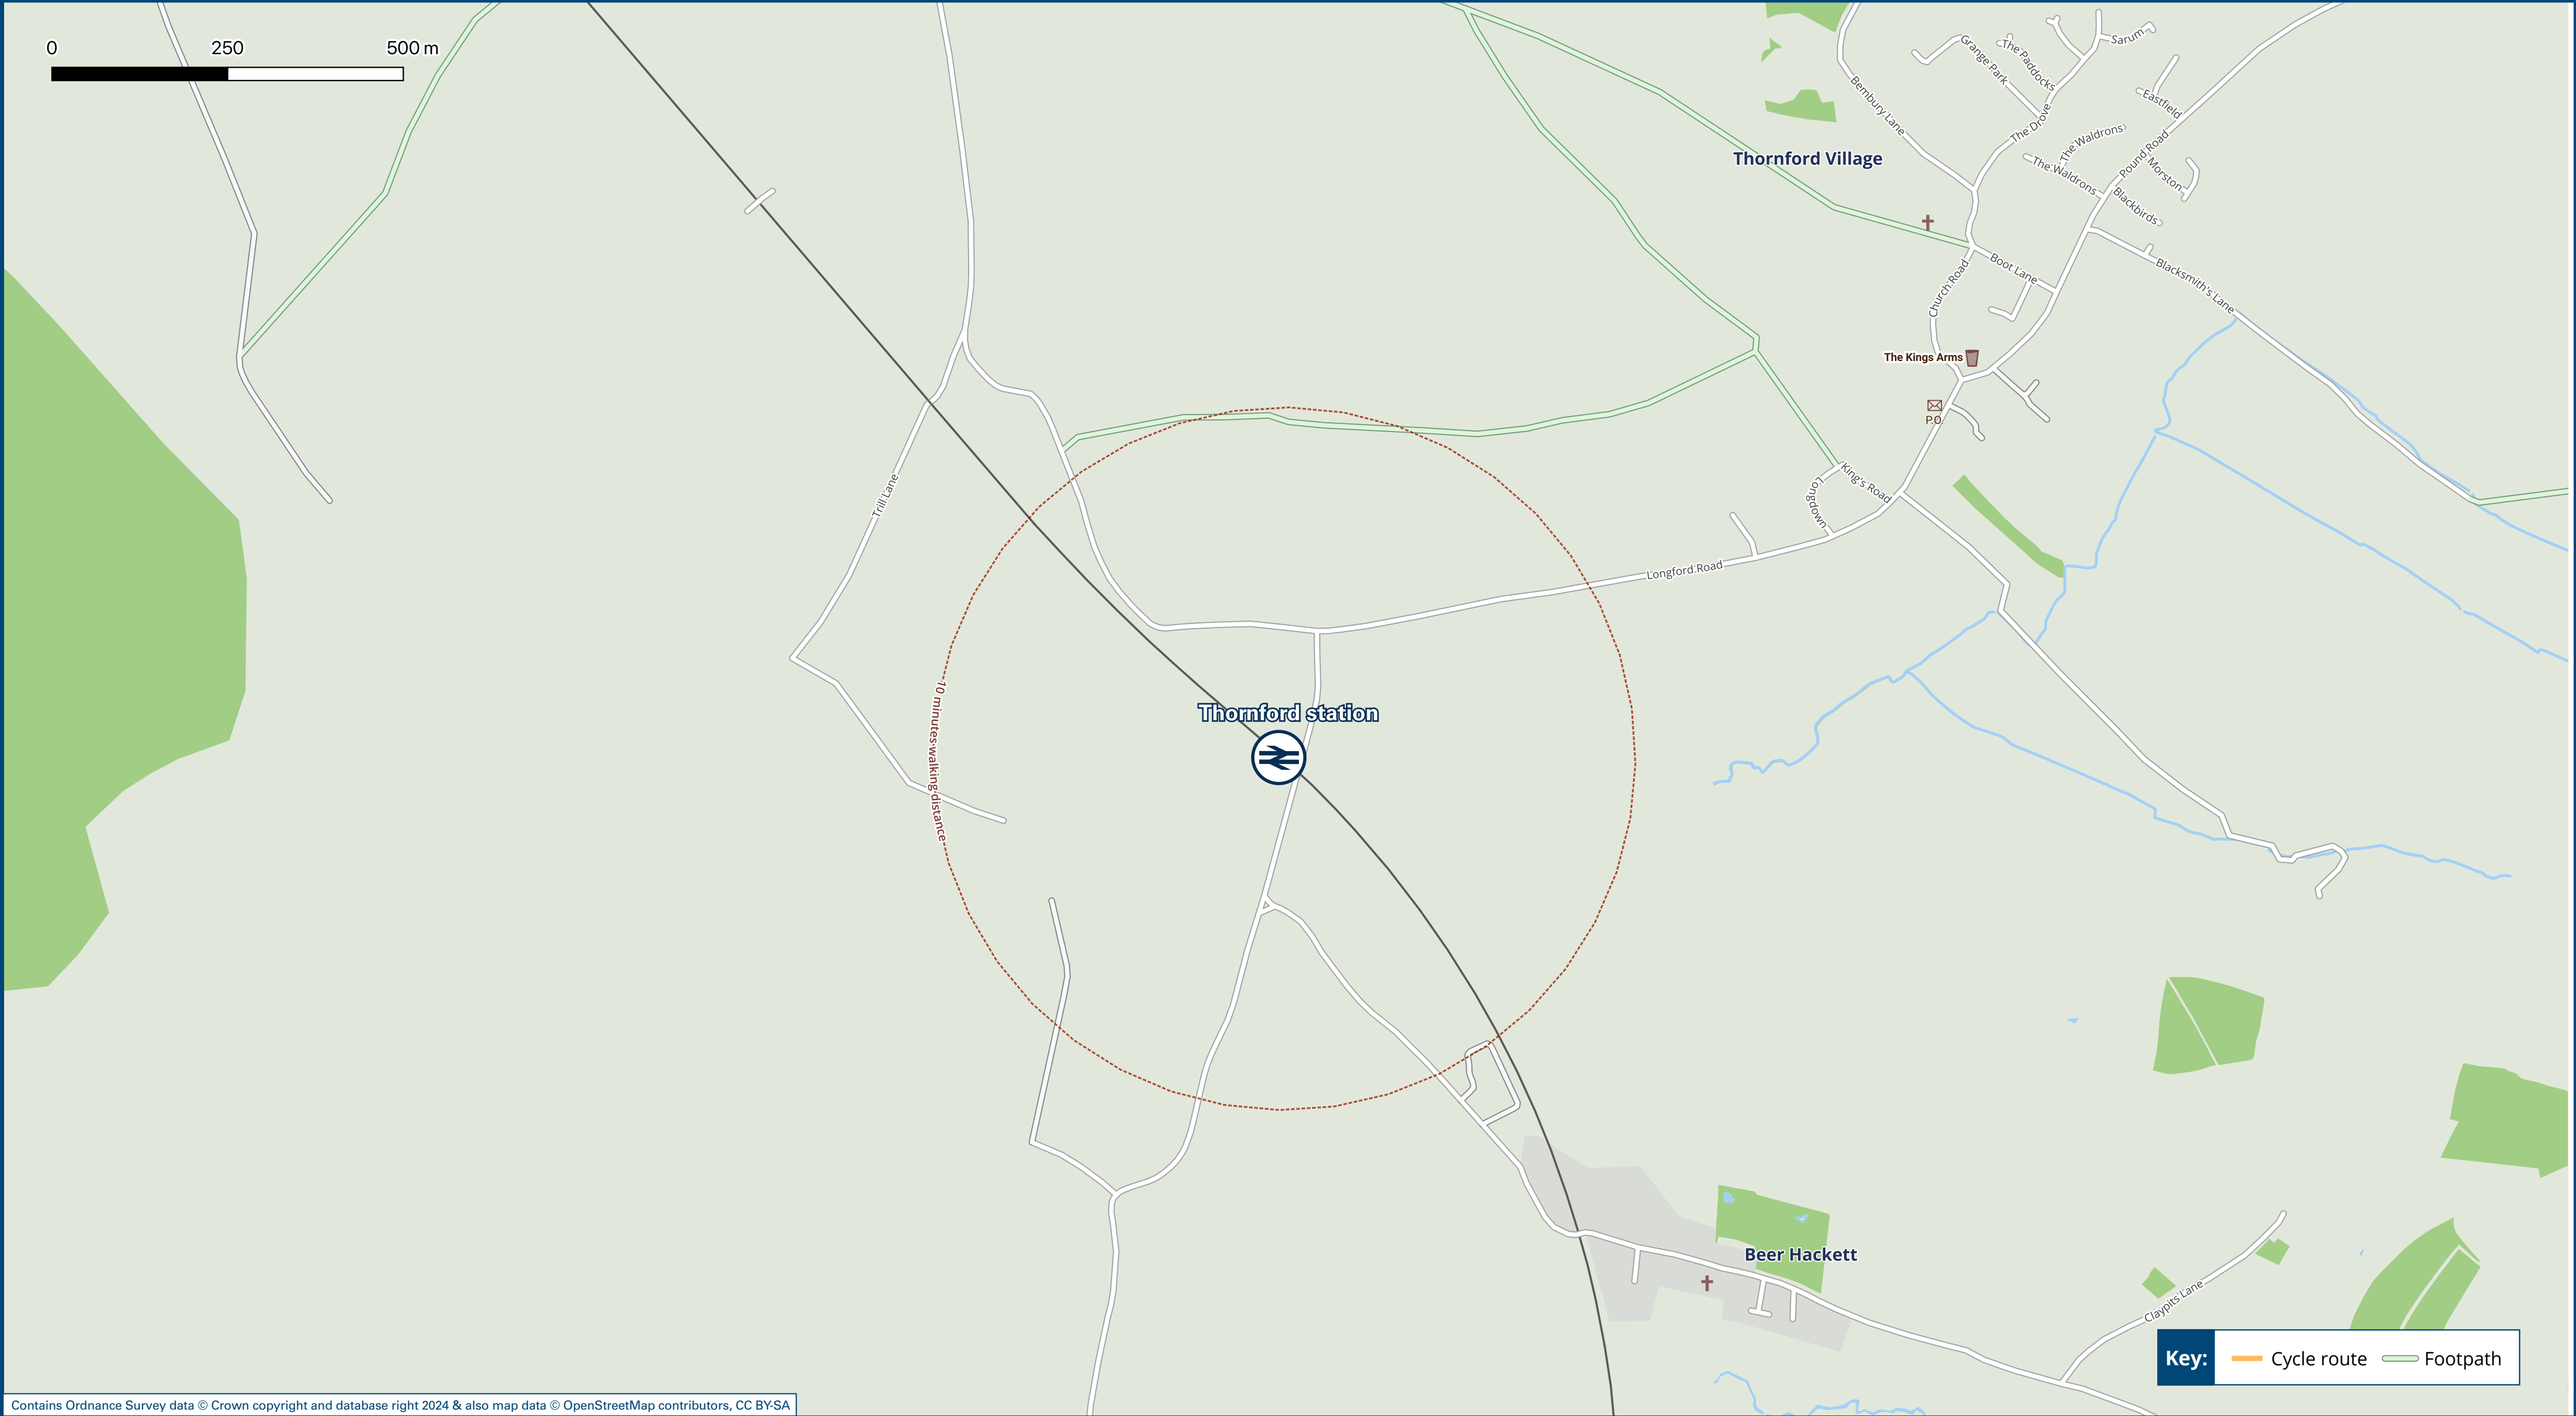 0 250 500 m
Sarum
Grange Park
The Paddocks
Bembury Lane
Eastfield
The Drove
The Waldrons
Pound Road
Thornford Village
The Waldrons
Morston
Blackbirds
Boot Lane
Blacksmith's Lane
Church Road
The Kings Arms
P.O.
King's Road
Longdown
Trill Lane
Longford Road
10 minutes walking distance
Thornford station
Beer Hackett
Claypits Lane
Key: Cycle route Footpath
Contains Ordnance Survey data © Crown copyright and database right 2024 & also map data © OpenStreetMap contributors, CC BY-SA